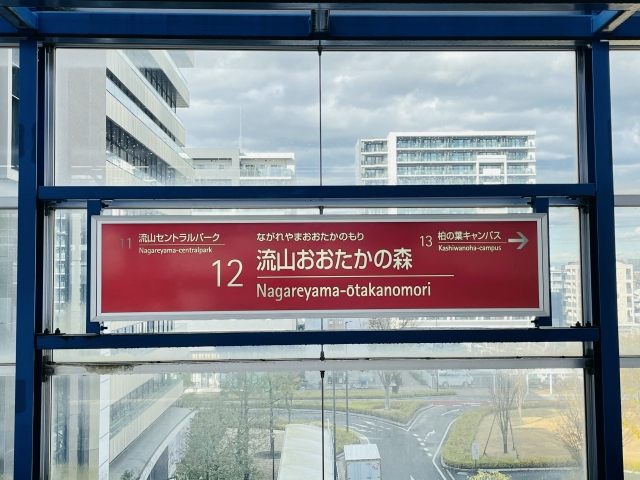 11 流山セントラルパーク
Nagareyama-centralpark
ながれやまおおたかのもり
12 流山おおたかの森
Nagareyama-ōtakanomori
13 柏の葉キャンパス →
Kashiwanoha-campus